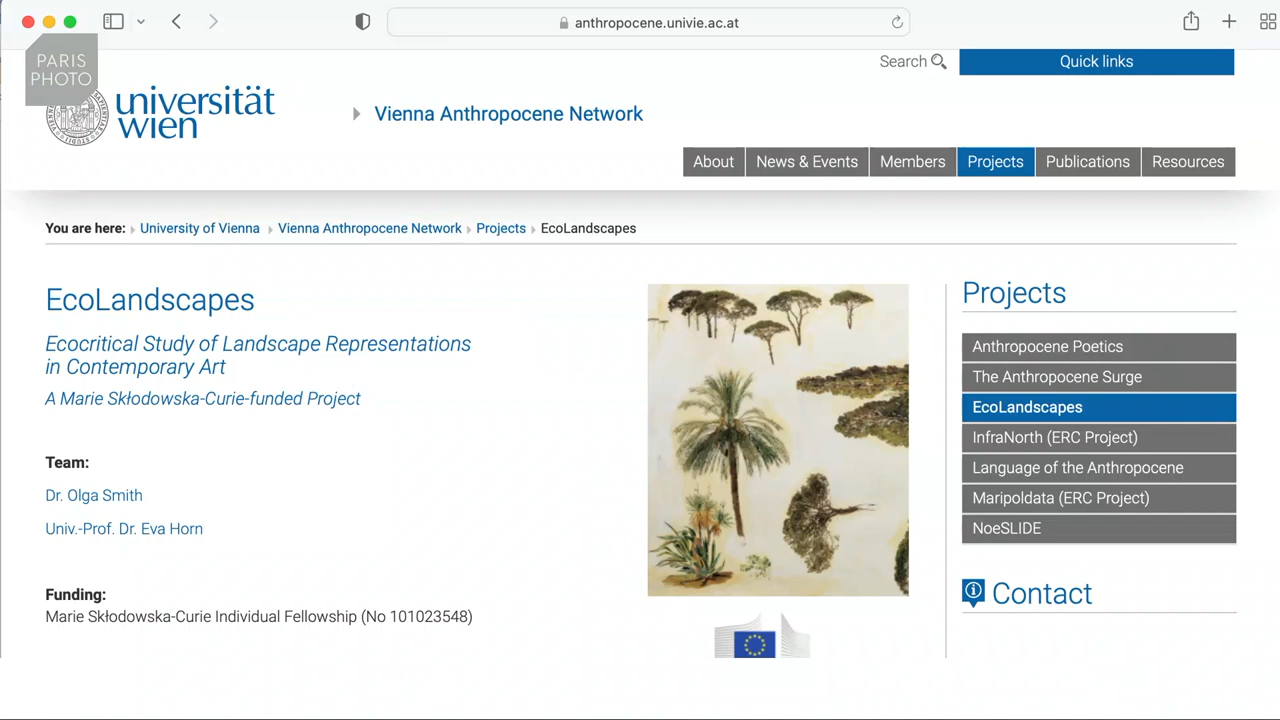 anthropocene.univie.ac.at
PARIS
PHOTO
Search
Quick links
universität
wien
Vienna Anthropocene Network
About
News & Events
Members
Projects
Publications
Resources
You are here:
University of Vienna
Vienna Anthropocene Network
Projects
EcoLandscapes
EcoLandscapes
Ecocritical Study of Landscape Representations
in Contemporary Art
A Marie Skłodowska-Curie-funded Project
Team:
Dr. Olga Smith
Univ.-Prof. Dr. Eva Horn
Funding:
Marie Skłodowska-Curie Individual Fellowship (No 101023548)
Projects
Anthropocene Poetics
The Anthropocene Surge
EcoLandscapes
InfraNorth (ERC Project)
Language of the Anthropocene
Maripoldata (ERC Project)
NoeSLIDE
Contact